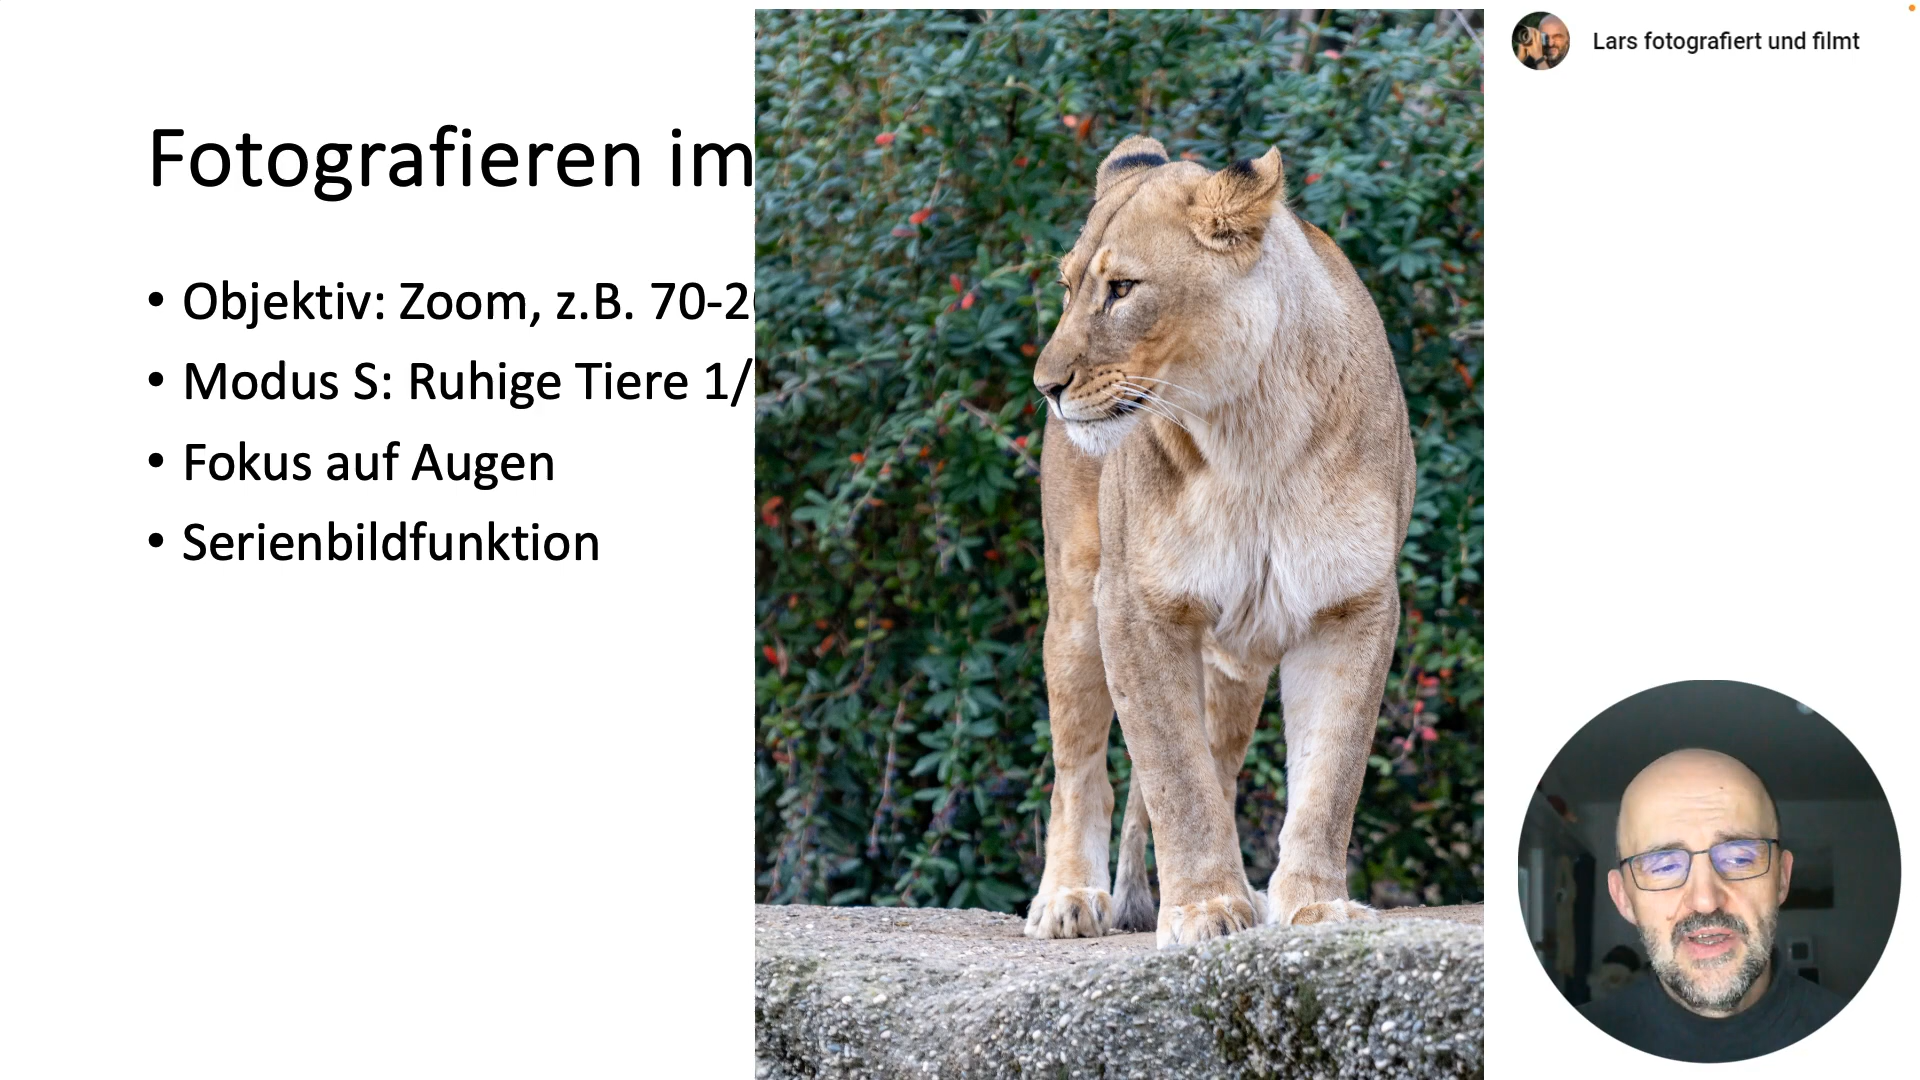 Lars fotografiert und filmt
Fotografieren im
• Objektiv: Zoom, z.B. 70-2
• Modus S: Ruhige Tiere 1/
• Fokus auf Augen
• Serienbildfunktion